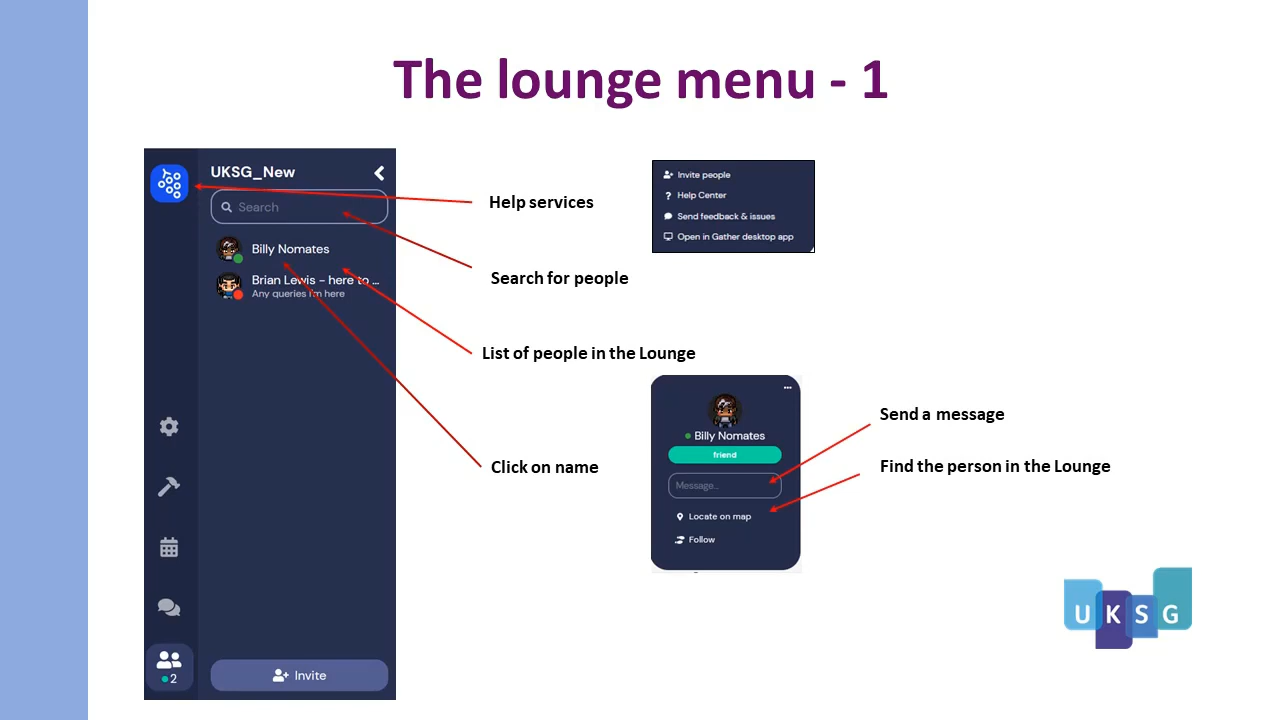 The lounge menu - 1
UKSG_New
Search
Billy Nomates
Brian Lewis - here to ...
Any queries i'm here
2
Invite
Help services
Search for people
List of people in the Lounge
Click on name
Invite people
? Help Center
Send feedback & issues
Open in Gather desktop app
Billy Nomates
friend
Message...
Locate on map
Follow
Send a message
Find the person in the Lounge
UKSG